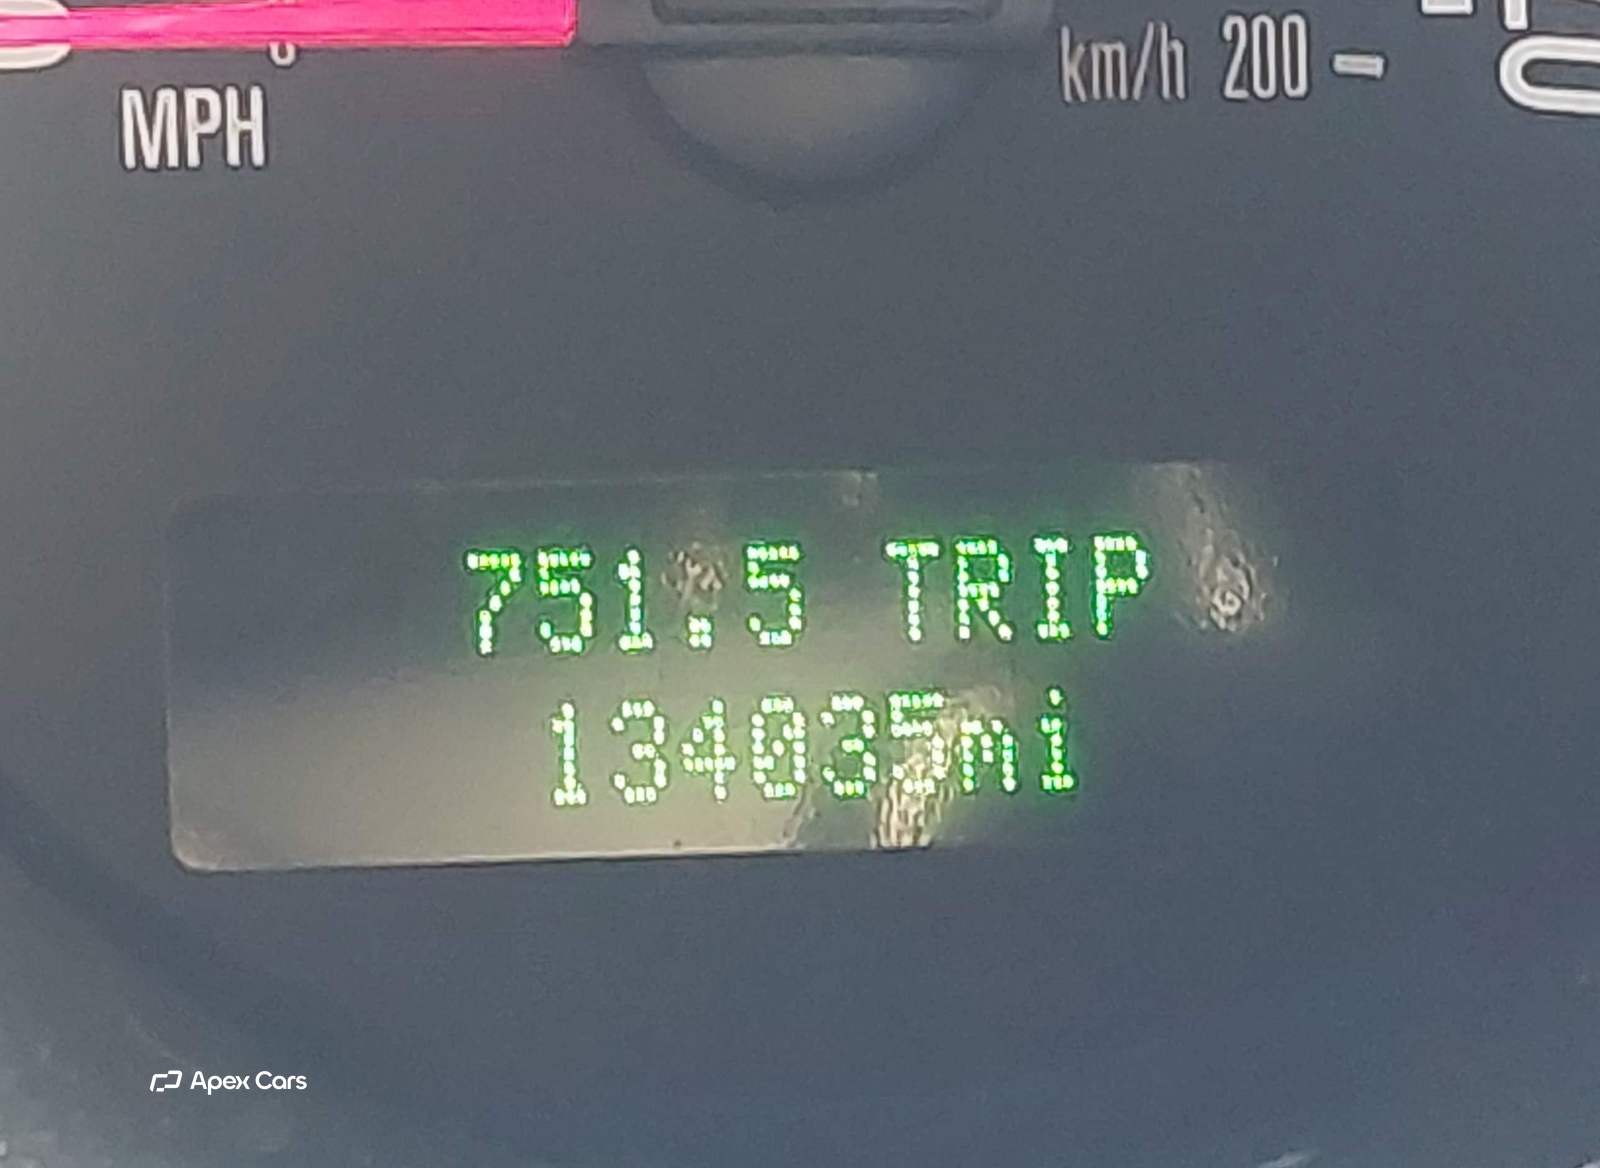 MPH
km/h 200
751.5 TRIP
134035mi
Apex Cars